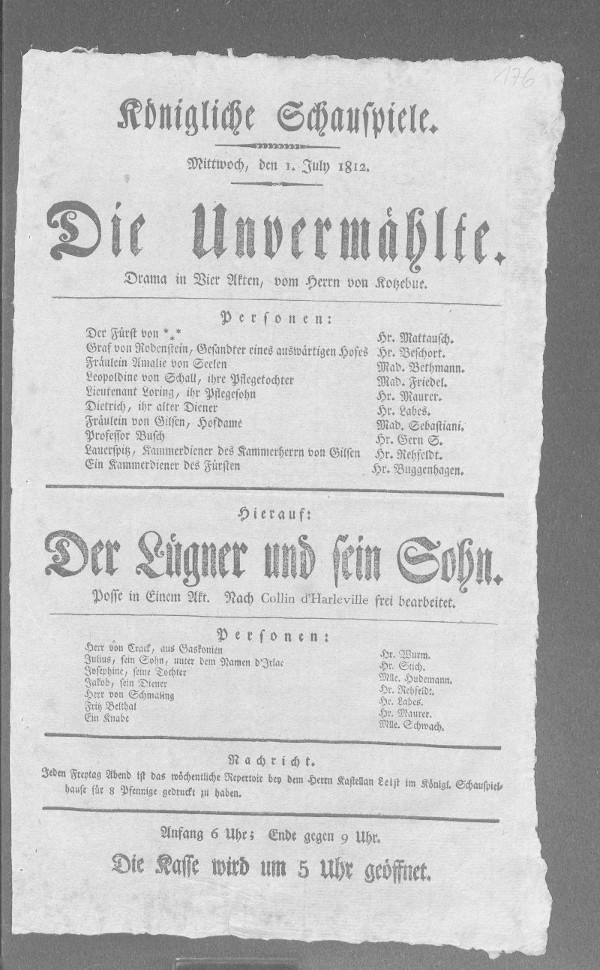 176
Königliche Schauspiele.
Mittwoch, den 1. July 1812.
Die Unvermählte.
Drama in Vier Akten, vom Herrn von Kotzebue.
Personen:
Der Fürst von *⁎* Hr. Mattausch.
Graf von Rodenstein, Gesandter eines auswärtigen Hofes Hr. Beschort.
Fräulein Amalie von Seelen Mad. Bethmann.
Leopoldine von Schall, ihre Pflegetochter Mad. Friedel.
Lieutenant Loring, ihr Pflegesohn Hr. Maurer.
Dietrich, ihr alter Diener Hr. Labes.
Fräulein von Gilsen, Hofdame Mad. Sebastiani.
Professor Busch Hr. Gern S.
Lauerspitz, Kammerdiener des Kammerherrn von Gilsen Hr. Rehfeldt.
Ein Kammerdiener des Fürsten Hr. Buggenhagen.
Hierauf:
Der Lügner und sein Sohn.
Posse in Einem Akt. Nach Collin d'Harleville frei bearbeitet.
Personen:
Herr von Crack, aus Gaskonien Hr. Wurm.
Julius, sein Sohn, unter dem Namen d'Irlac Hr. Stich.
Josephine, seine Tochter Mlle. Hudemann.
Jakob, sein Diener Hr. Rehfeldt.
Herr von Schmaling Hr. Labes.
Fritz Belthal Hr. Maurer.
Ein Knabe Mlle. Schwach.
Nachricht.
Jeden Freytag Abend ist das wöchentliche Repertoir bey dem Herrn Kastellan Leist im Königl. Schauspiel-
hause für 8 Pfennige gedruckt zu haben.
Anfang 6 Uhr; Ende gegen 9 Uhr.
Die Kasse wird um 5 Uhr geöffnet.